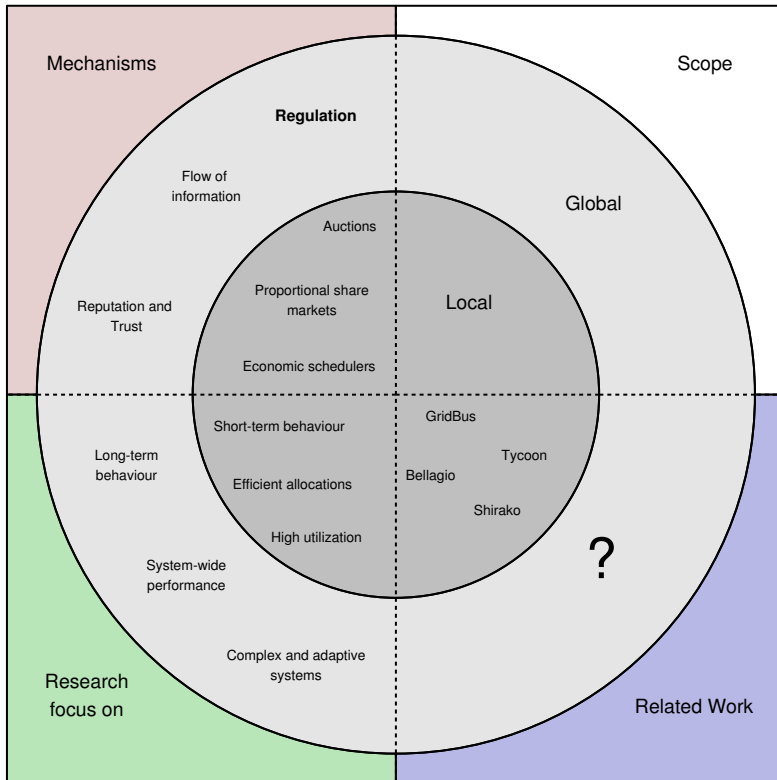 Mechanisms
Scope
Regulation
Flow of
information
Global
Auctions
Reputation and
Trust
Proportional share
markets
Local
Economic schedulers
Short-term behaviour
GridBus
Long-term
behaviour
Tycoon
Efficient allocations
Bellagio
Shirako
High utilization
System-wide
performance
?
Complex and adaptive
systems
Research
focus on
Related Work